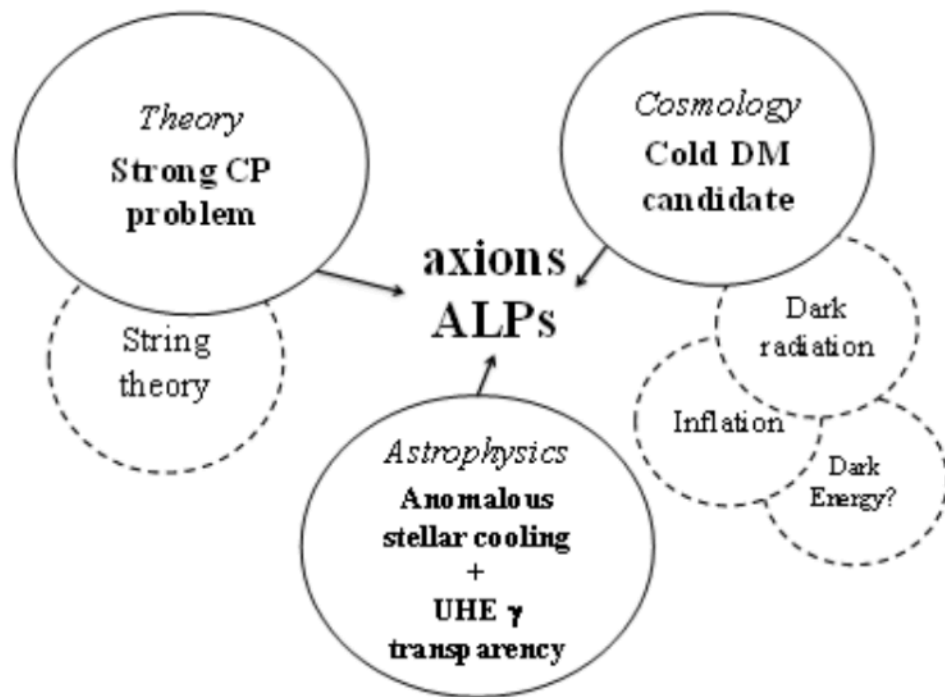 Theory
Strong CP
problem
Cosmology
Cold DM
candidate
axions
ALPs
String
theory
Dark
radiation
Inflation
Dark
Energy?
Astrophysics
Anomalous
stellar cooling
+
UHE γ
transparency